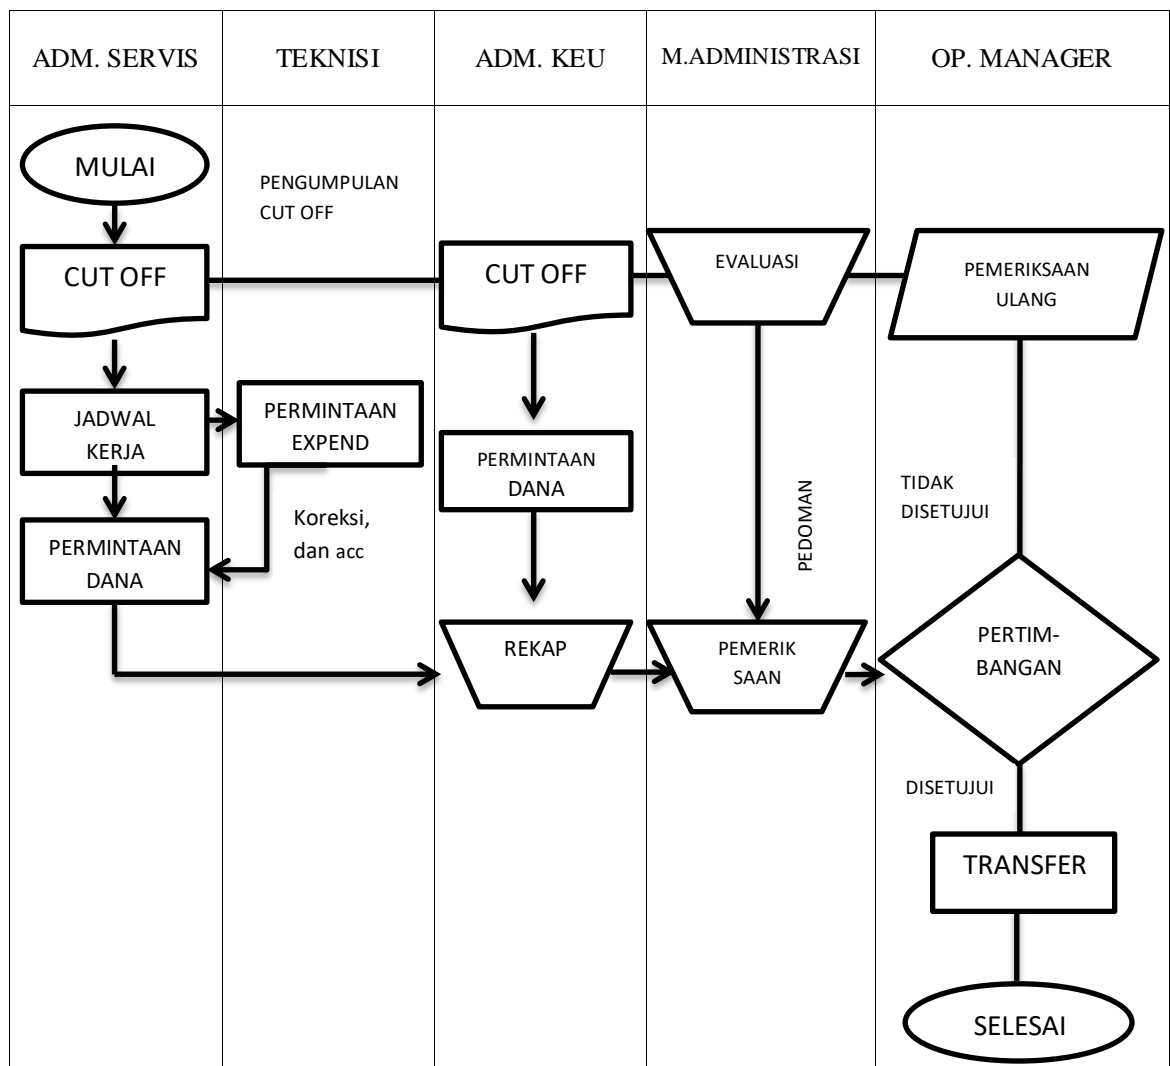 ADM. SERVIS
TEKNISI
ADM. KEU
M.ADMINISTRASI
OP. MANAGER
MULAI
PENGUMPULAN
CUT OFF
CUT OFF
CUT OFF
EVALUASI
PEMERIKSAAN
ULANG
JADWAL
KERJA
PERMINTAAN
EXPEND
PERMINTAAN
DANA
PEDOMAN
TIDAK
DISETUJUI
Koreksi,
dan acc
PERMINTAAN
DANA
REKAP
PEMERIK
SAAN
PERTIM-
BANGAN
DISETUJUI
TRANSFER
SELESAI